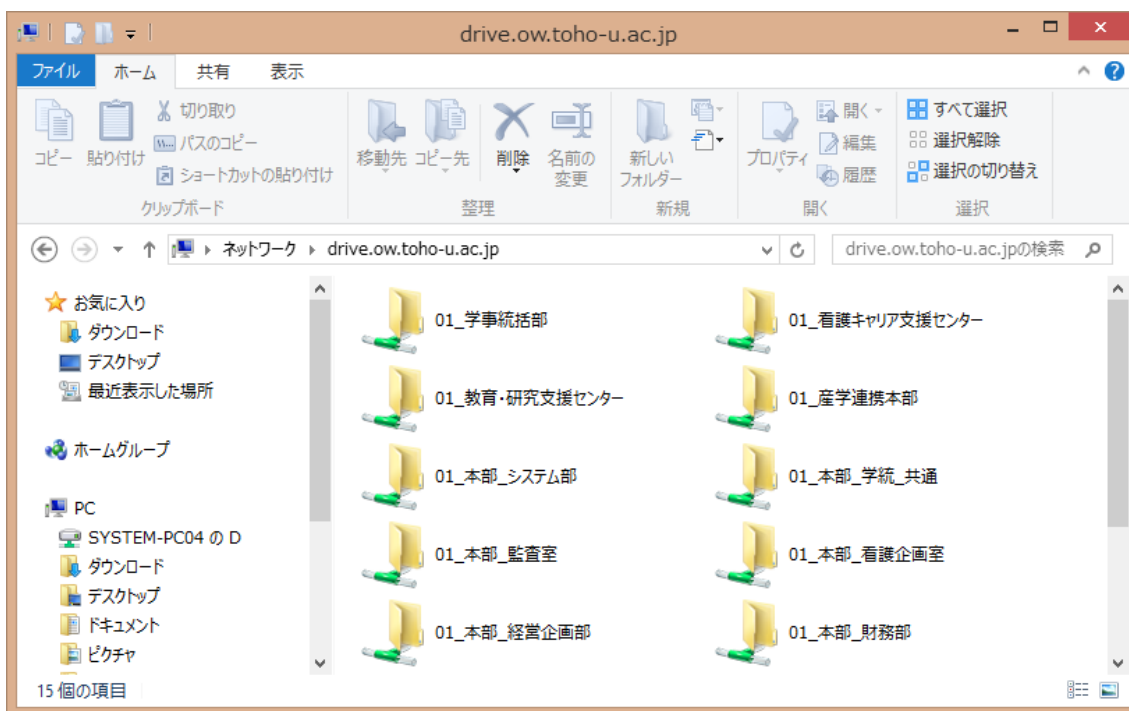 drive.ow.toho-u.ac.jp
ファイル ホーム 共有 表示
コピー
貼り付け
切り取り
パスのコピー
ショートカットの貼り付け
クリップボード
移動先
コピー先
削除
名前の
変更
整理
新しい
フォルダー
新規
プロパティ
開く
編集
履歴
開く
すべて選択
選択解除
選択の切り替え
選択
ネットワーク drive.ow.toho-u.ac.jp
drive.ow.toho-u.ac.jpの検索
お気に入り
ダウンロード
デスクトップ
最近表示した場所
ホームグループ
PC
SYSTEM-PC04 の D
ダウンロード
デスクトップ
ドキュメント
ピクチャ
01_学事統括部
01_看護キャリア支援センター
01_教育・研究支援センター
01_産学連携本部
01_本部_システム部
01_本部_学統_共通
01_本部_監査室
01_本部_看護企画室
01_本部_経営企画部
01_本部_財務部
15 個の項目